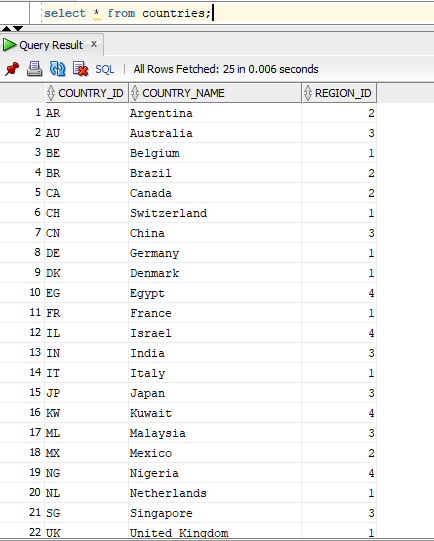 select * from countries;
Query Result x
SQL | All Rows Fetched: 25 in 0.006 seconds
COUNTRY_ID COUNTRY_NAME REGION_ID
1 AR Argentina 2
2 AU Australia 3
3 BE Belgium 1
4 BR Brazil 2
5 CA Canada 2
6 CH Switzerland 1
7 CN China 3
8 DE Germany 1
9 DK Denmark 1
10 EG Egypt 4
11 FR France 1
12 IL Israel 4
13 IN India 3
14 IT Italy 1
15 JP Japan 3
16 KW Kuwait 4
17 ML Malaysia 3
18 MX Mexico 2
19 NG Nigeria 4
20 NL Netherlands 1
21 SG Singapore 3
22 UK United Kingdom 1